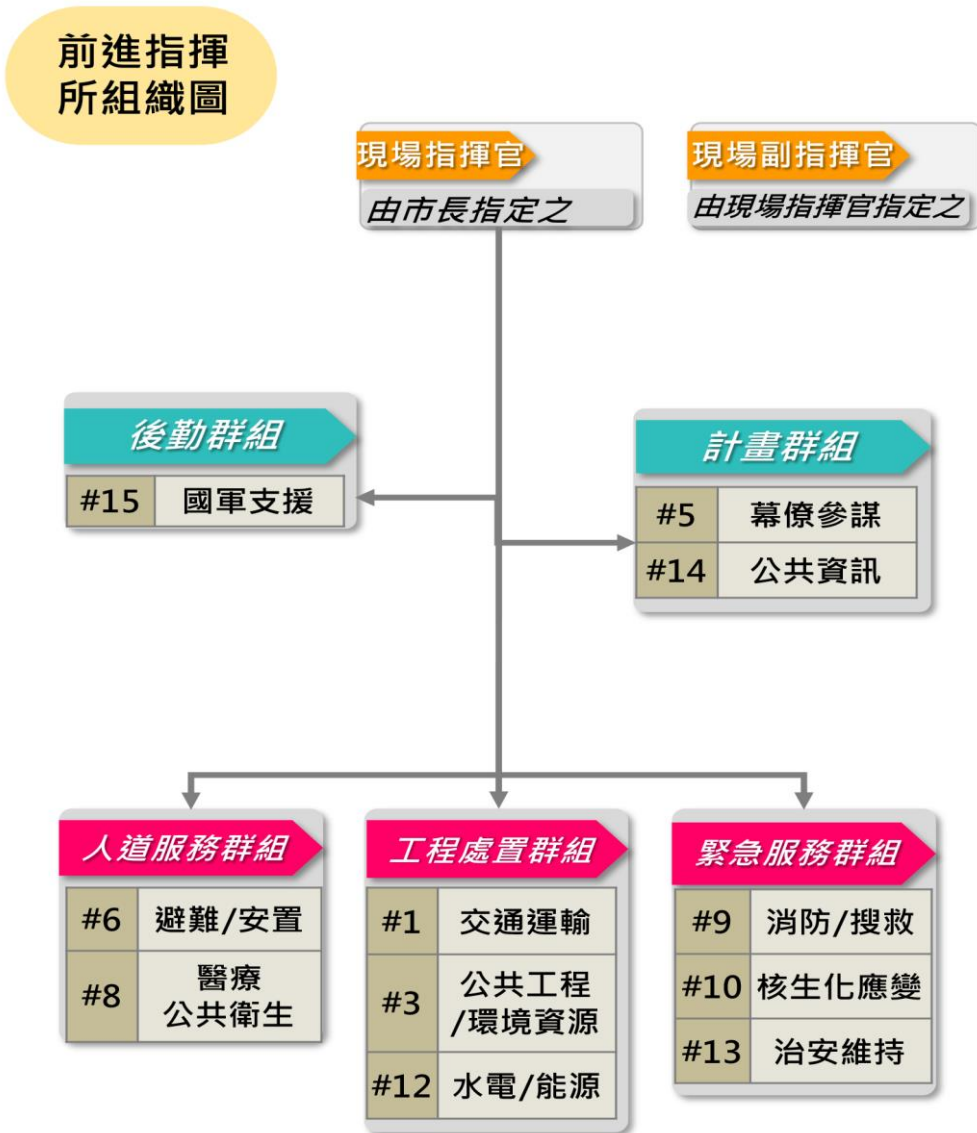 前進指揮
所組織圖
現場指揮官
由市長指定之
現場副指揮官
由現場指揮官指定之
後勤群組
#15 國軍支援
計畫群組
#5 幕僚參謀
#14 公共資訊
人道服務群組
#6 避難/安置
#8 醫療
公共衛生
工程處置群組
#1 交通運輸
#3 公共工程
/環境資源
#12 水電/能源
緊急服務群組
#9 消防/搜救
#10 核生化應變
#13 治安維持